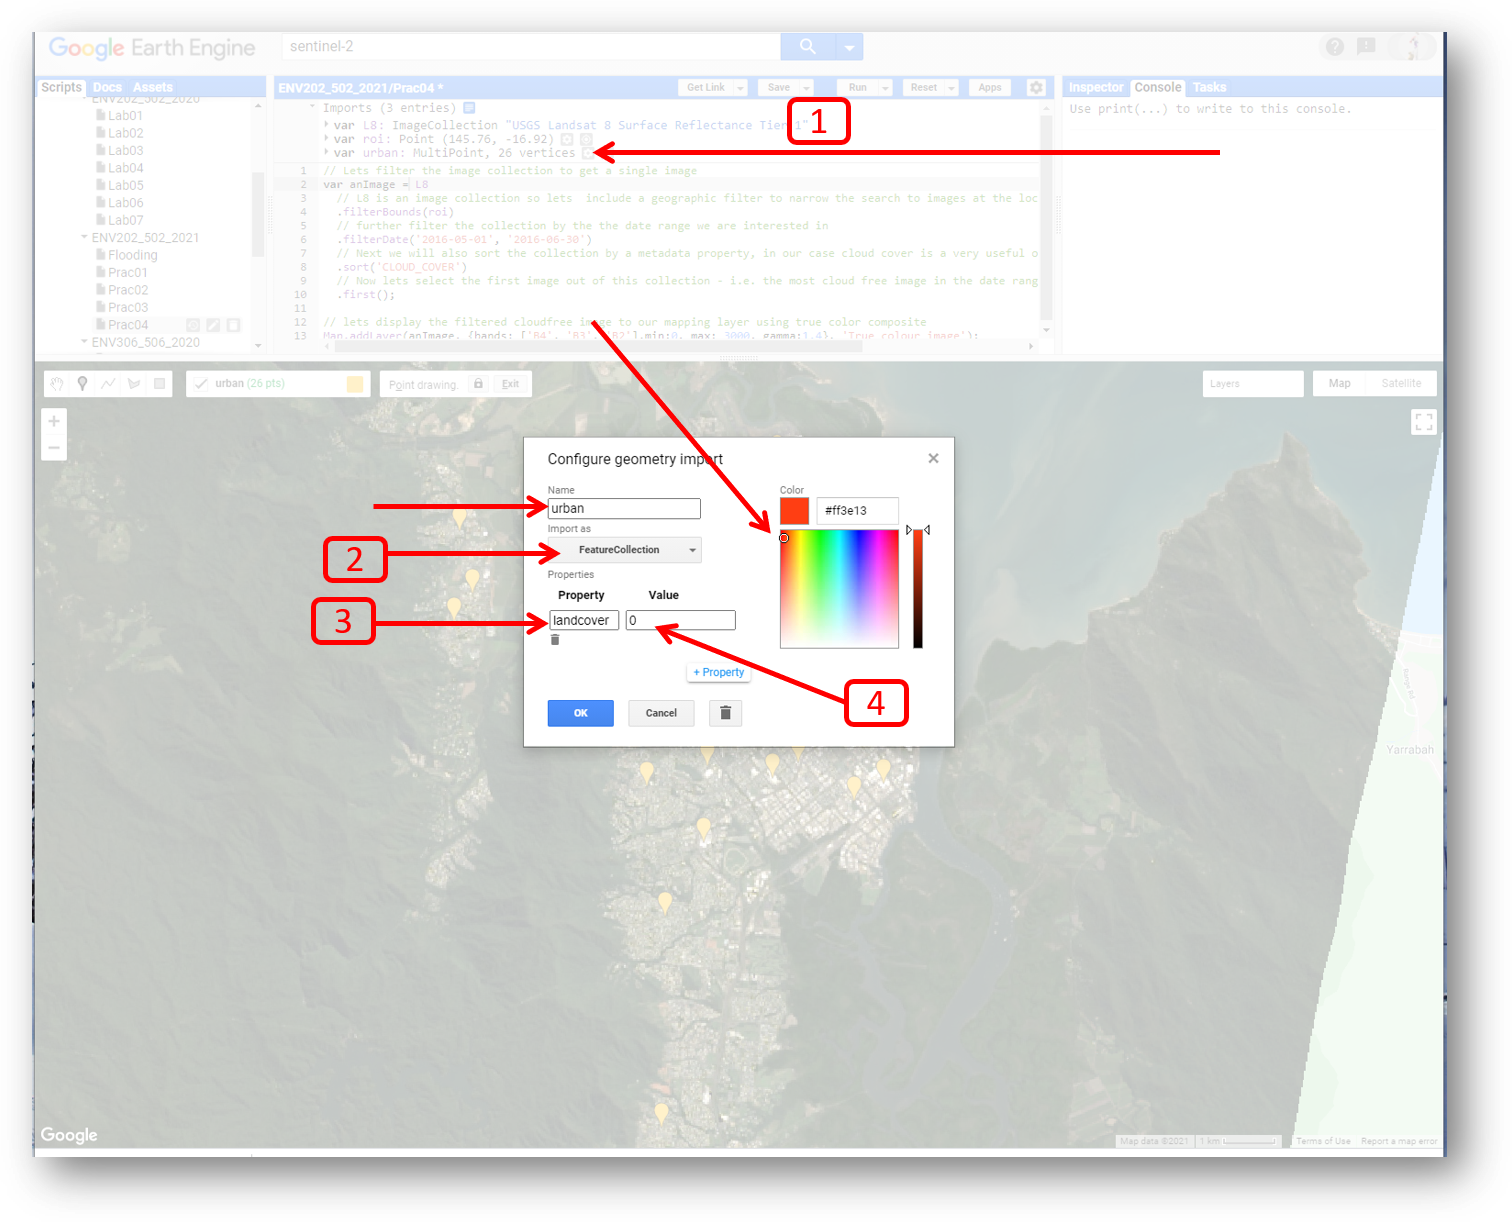 Google Earth Engine
sentinel-2
Scripts Docs Assets
ENV202_502_2020
Lab01
Lab02
Lab03
Lab04
Lab05
Lab06
Lab07
ENV202_502_2021
Flooding
Prac01
Prac02
Prac03
Prac04
ENV306_506_2020
ENV202_502_2021/Prac04 *
Get Link Save Run Reset Apps
Imports (3 entries)
var L8: ImageCollection "USGS Landsat 8 Surface Reflectance Tier 1"
var roi: Point (145.76, -16.92)
var urban: MultiPoint, 26 vertices
1 // Lets filter the image collection to get a single image
2 var anImage = L8
3 // L8 is an image collection so lets include a geographic filter to narrow the search to images at the loc
4 .filterBounds(roi)
5 // further filter the collection by the the date range we are interested in
6 .filterDate('2016-05-01', '2016-06-30')
7 // Next we will also sort the collection by a metadata property, in our case cloud cover is a very useful o
8 .sort('CLOUD_COVER')
9 // Now lets select the first image out of this collection - i.e. the most cloud free image in the date rang
10 .first();
11
12 // lets display the filtered cloudfree image to our mapping layer using true color composite
13 Map.addLayer(anImage, {bands: ['B4', 'B3', 'B2'],min:0, max: 3000, gamma:1.4}, 'True colour image');
Inspector Console Tasks
Use print(...) to write to this console.
1
urban (26 pts)
Point drawing. Exit
Layers
Map Satellite
+
−
Configure geometry import
Name
urban
Import as
FeatureCollection
Properties
Property Value
landcover 0
+ Property
OK Cancel
Color
#ff3e13
2
3
4
Yarrabah
Google
Map data ©2021 1 km Terms of Use Report a map error